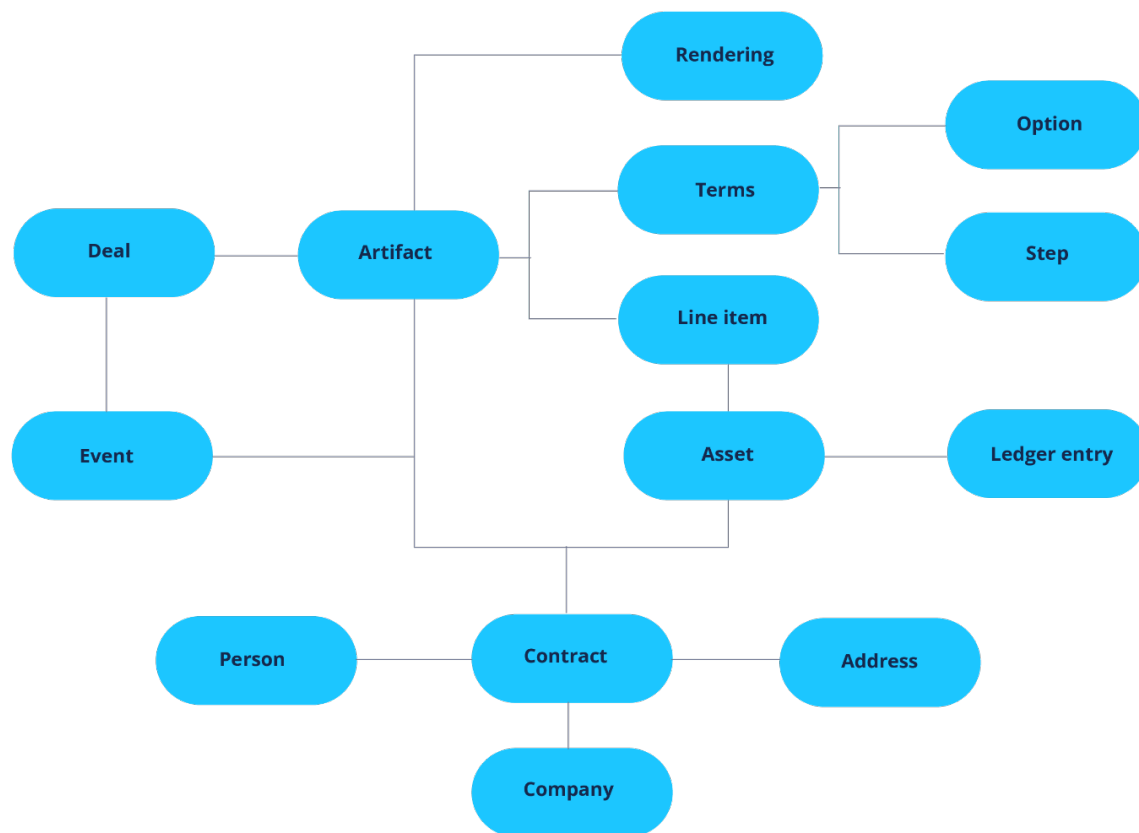 Rendering
Option
Terms
Deal
Artifact
Step
Line item
Event
Asset
Ledger entry
Person
Contract
Address
Company